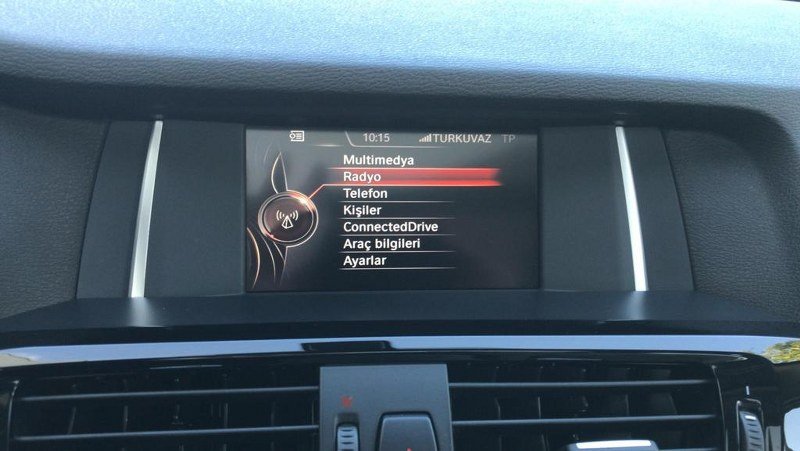 10:15 TURKUVAZ TP
Multimedya
Radyo
Telefon
Kişiler
ConnectedDrive
Araç bilgileri
Ayarlar